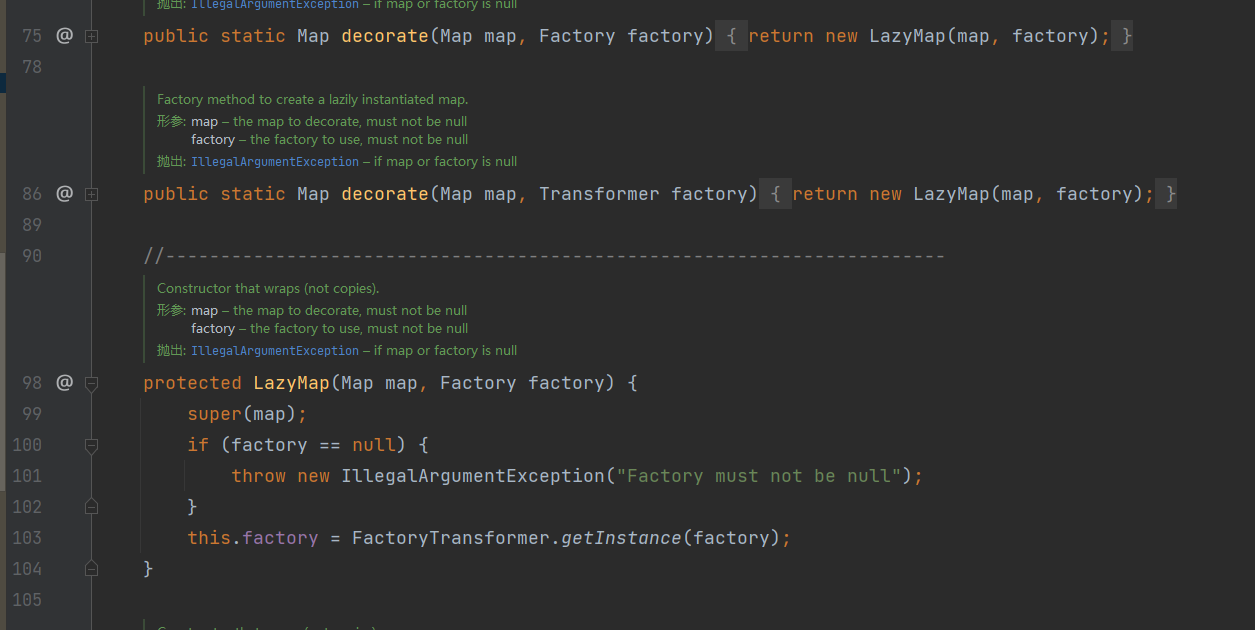 抛出: IllegalArgumentException – if map or factory is null
75 @ public static Map decorate(Map map, Factory factory) { return new LazyMap(map, factory); }
78
Factory method to create a lazily instantiated map.
形参: map – the map to decorate, must not be null
factory – the factory to use, must not be null
抛出: IllegalArgumentException – if map or factory is null
86 @ public static Map decorate(Map map, Transformer factory) { return new LazyMap(map, factory); }
89
90 //-----------------------------------------------------------------------
Constructor that wraps (not copies).
形参: map – the map to decorate, must not be null
factory – the factory to use, must not be null
抛出: IllegalArgumentException – if map or factory is null
98 @ protected LazyMap(Map map, Factory factory) {
99 super(map);
100 if (factory == null) {
101 throw new IllegalArgumentException("Factory must not be null");
102 }
103 this.factory = FactoryTransformer.getInstance(factory);
104 }
105